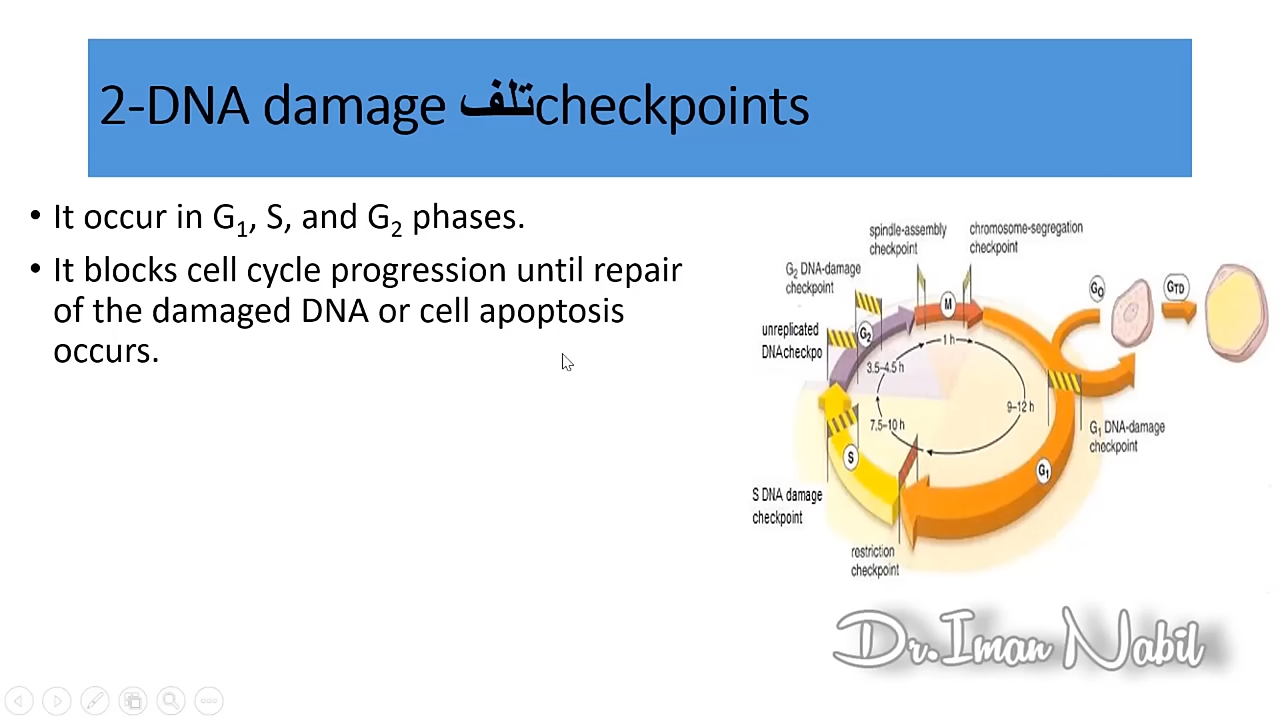 2-DNA damage تلف checkpoints
• It occur in G₁, S, and G₂ phases.
• It blocks cell cycle progression until repair
of the damaged DNA or cell apoptosis
occurs.
spindle-assembly
checkpoint
chromosome-segregation
checkpoint
G₂ DNA-damage
checkpoint
unreplicated
DNAcheckpo
M
G₂
G₀
G_TD
1 h
3.5–4.5 h
9–12 h
7.5–10 h
G₁ DNA-damage
checkpoint
S
G₁
S DNA damage
checkpoint
restriction
checkpoint
Dr.Iman Nabil